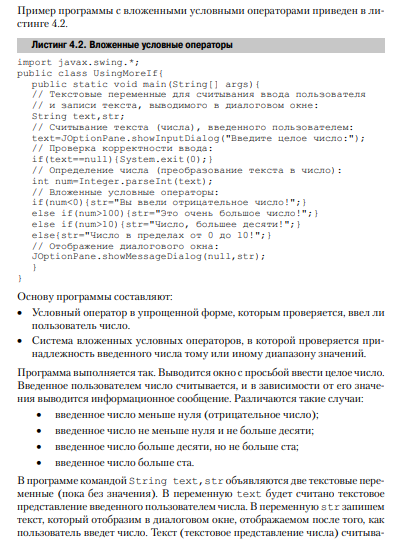 Пример программы с вложенными условными операторами приведен в ли-
стинге 4.2.
Листинг 4.2. Вложенные условные операторы
import javax.swing.*;
public class UsingMoreIf{
public static void main(String[] args){
// Текстовые переменные для считывания ввода пользователя
// и записи текста, выводимого в диалоговом окне:
String text,str;
// Считывание текста (числа), введенного пользователем:
text=JOptionPane.showInputDialog("Введите целое число:");
// Проверка корректности ввода:
if(text==null){System.exit(0);}
// Определение числа (преобразование текста в число):
int num=Integer.parseInt(text);
// Вложенные условные операторы:
if(num<0){str="Вы ввели отрицательное число!";}
else if(num>100){str="Это очень большое число!";}
else if(num>10){str="Число, большее десяти!";}
else{str="Число в пределах от 0 до 10!";}
// Отображение диалогового окна:
JOptionPane.showMessageDialog(null,str);
}
}
Основу программы составляют:
• Условный оператор в упрощенной форме, которым проверяется, ввел ли
пользователь число.
• Система вложенных условных операторов, в которой проверяется при-
надлежность введенного числа тому или иному диапазону значений.
Программа выполняется так. Выводится окно с просьбой ввести целое число.
Введенное пользователем число считывается, и в зависимости от его значе-
ния выводится информационное сообщение. Различаются такие случаи:
• введенное число меньше нуля (отрицательное число);
• введенное число не меньше нуля и не больше десяти;
• введенное число больше десяти, но не больше ста;
• введенное число больше ста.
В программе командой String text,str объявляются две текстовые пере-
менные (пока без значения). В переменную text будет считано текстовое
представление введенного пользователем числа. В переменную str запишем
текст, который отобразим в диалоговом окне, отображаемом после того, как
пользователь введет число. Текст (текстовое представление числа) считыва-